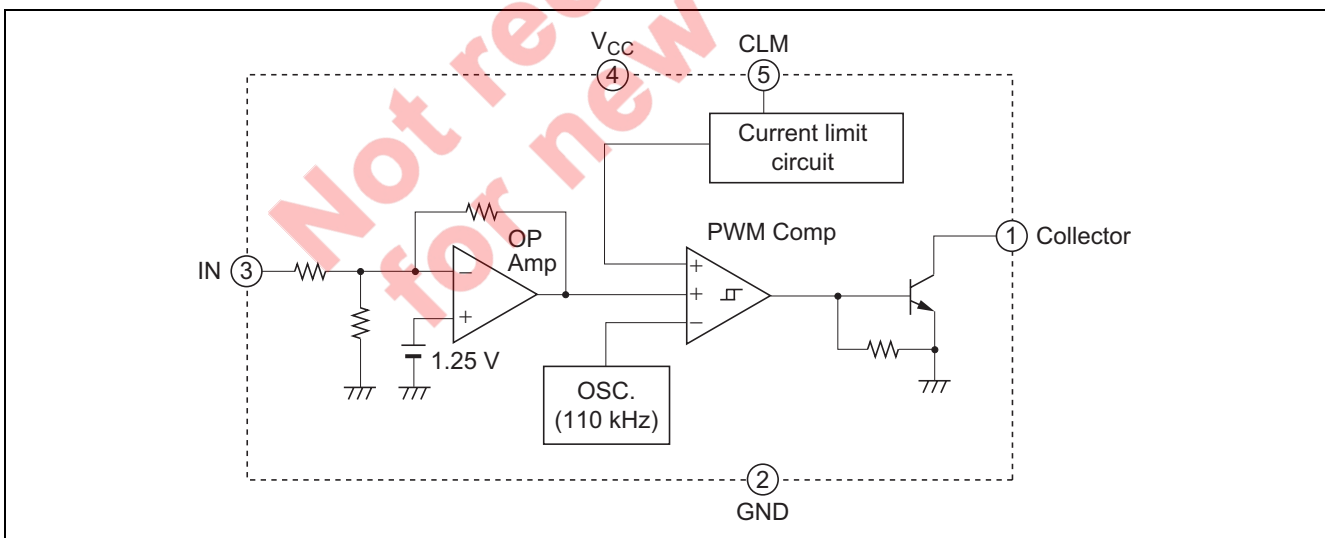 Not re
for new
VCC
4
CLM
5
Current limit
circuit
OP
Amp
PWM Comp
1 Collector
IN 3
−
+
+
+
−
1.25 V
OSC.
(110 kHz)
2
GND